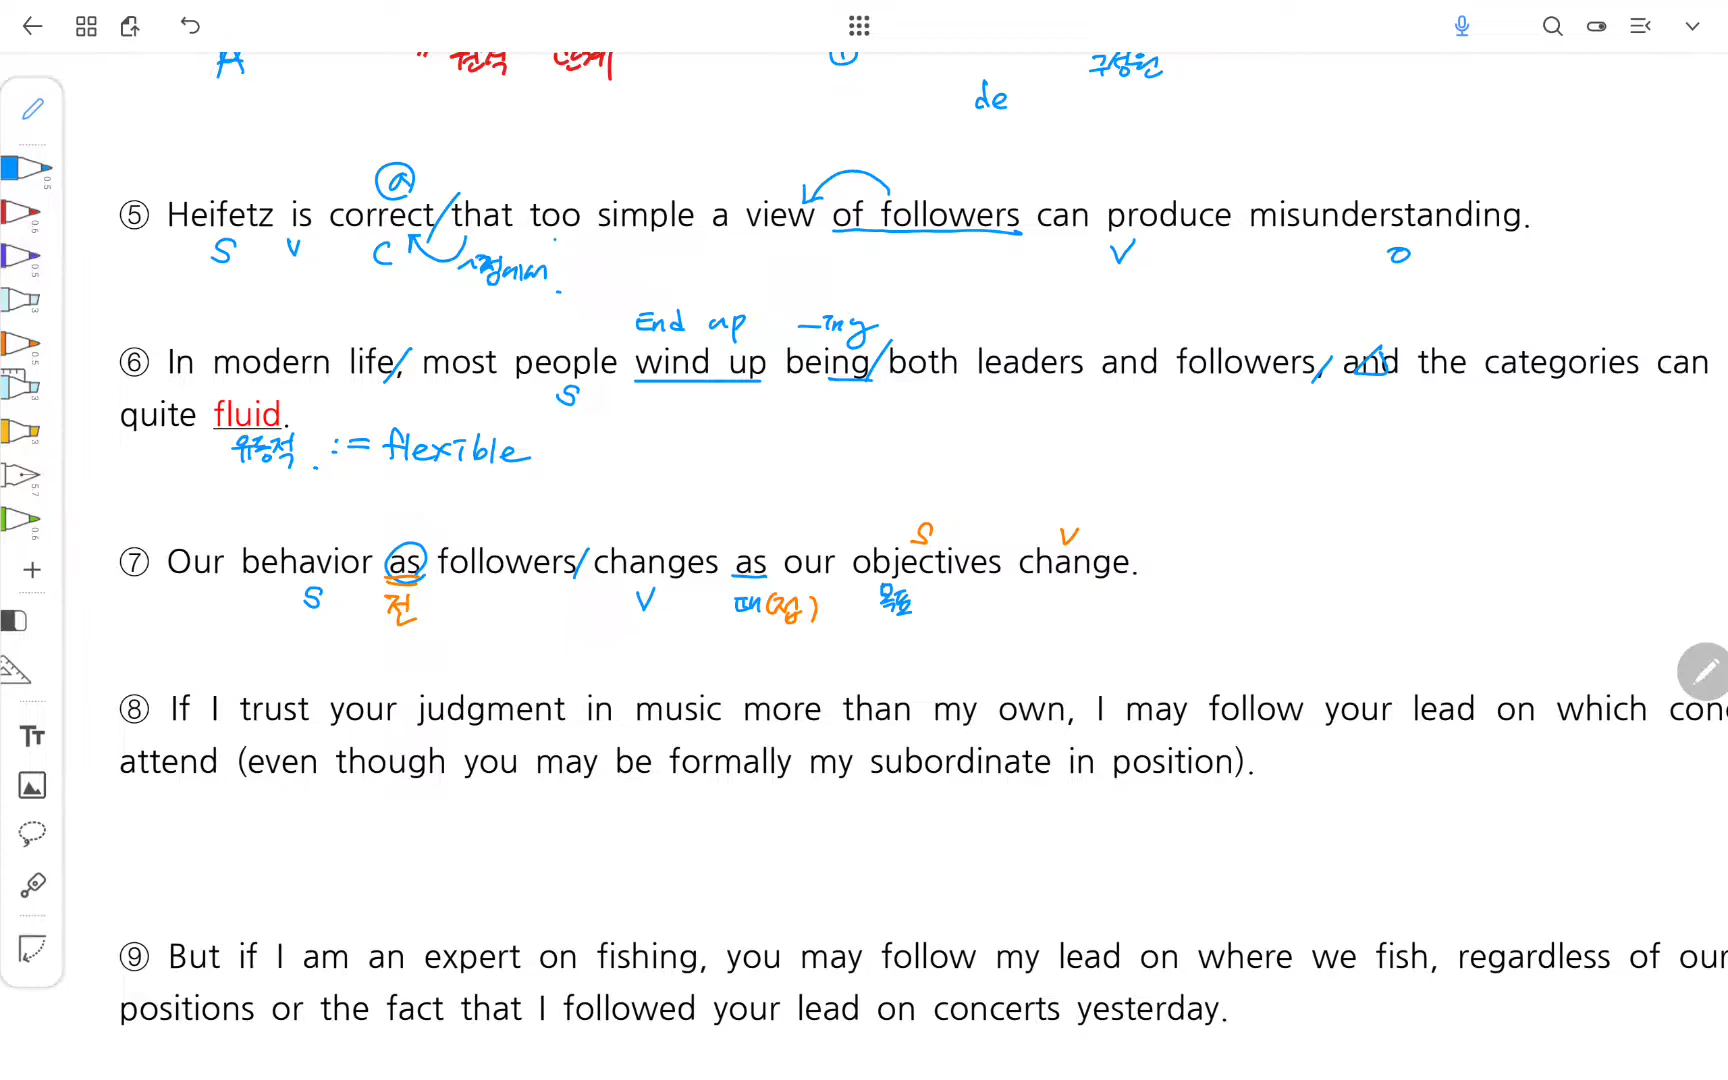 A " 권적 ① 구성원
de
ⓐ
⑤ Heifetz is correct/that too simple a view of followers can produce misunderstanding.
S V C ~점에서 V O
End up -ing
⑥ In modern life/, most people wind up being/both leaders and followers/, and the categories can
S
quite fluid.
유동적 := flexible
S V
⑦ Our behavior as followers/changes as our objectives change.
S 전 V 때(접) 목표
⑧ If I trust your judgment in music more than my own, I may follow your lead on which con
attend (even though you may be formally my subordinate in position).
⑨ But if I am an expert on fishing, you may follow my lead on where we fish, regardless of our
positions or the fact that I followed your lead on concerts yesterday.